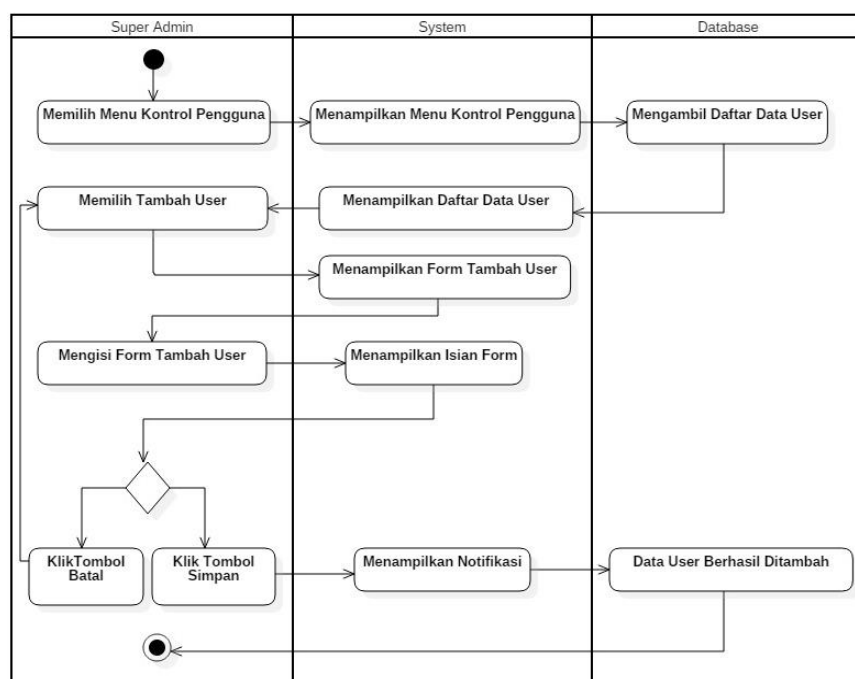 Super Admin
System
Database
Memilih Menu Kontrol Pengguna
Menampilkan Menu Kontrol Pengguna
Mengambil Daftar Data User
Memilih Tambah User
Menampilkan Daftar Data User
Menampilkan Form Tambah User
Mengisi Form Tambah User
Menampilkan Isian Form
KlikTombol
Batal
Klik Tombol
Simpan
Menampilkan Notifikasi
Data User Berhasil Ditambah